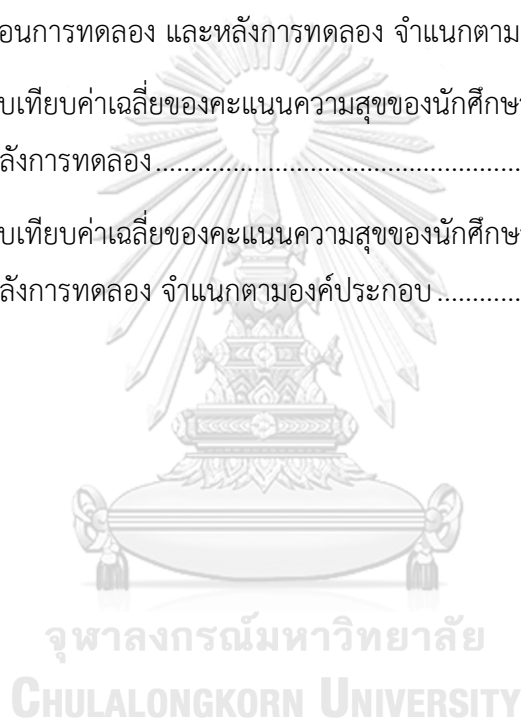 อนการทดลอง และหลังการทดลอง จำแนกตาม
บเทียบค่าเฉลี่ยของคะแนนความสุขของนักศึกษา
ลังการทดลอง..................................................
บเทียบค่าเฉลี่ยของคะแนนความสุขของนักศึกษา
ลังการทดลอง จำแนกตามองค์ประกอบ.............
จุฬาลงกรณ์มหาวิทยาลัย
CHULALONGKORN UNIVERSITY